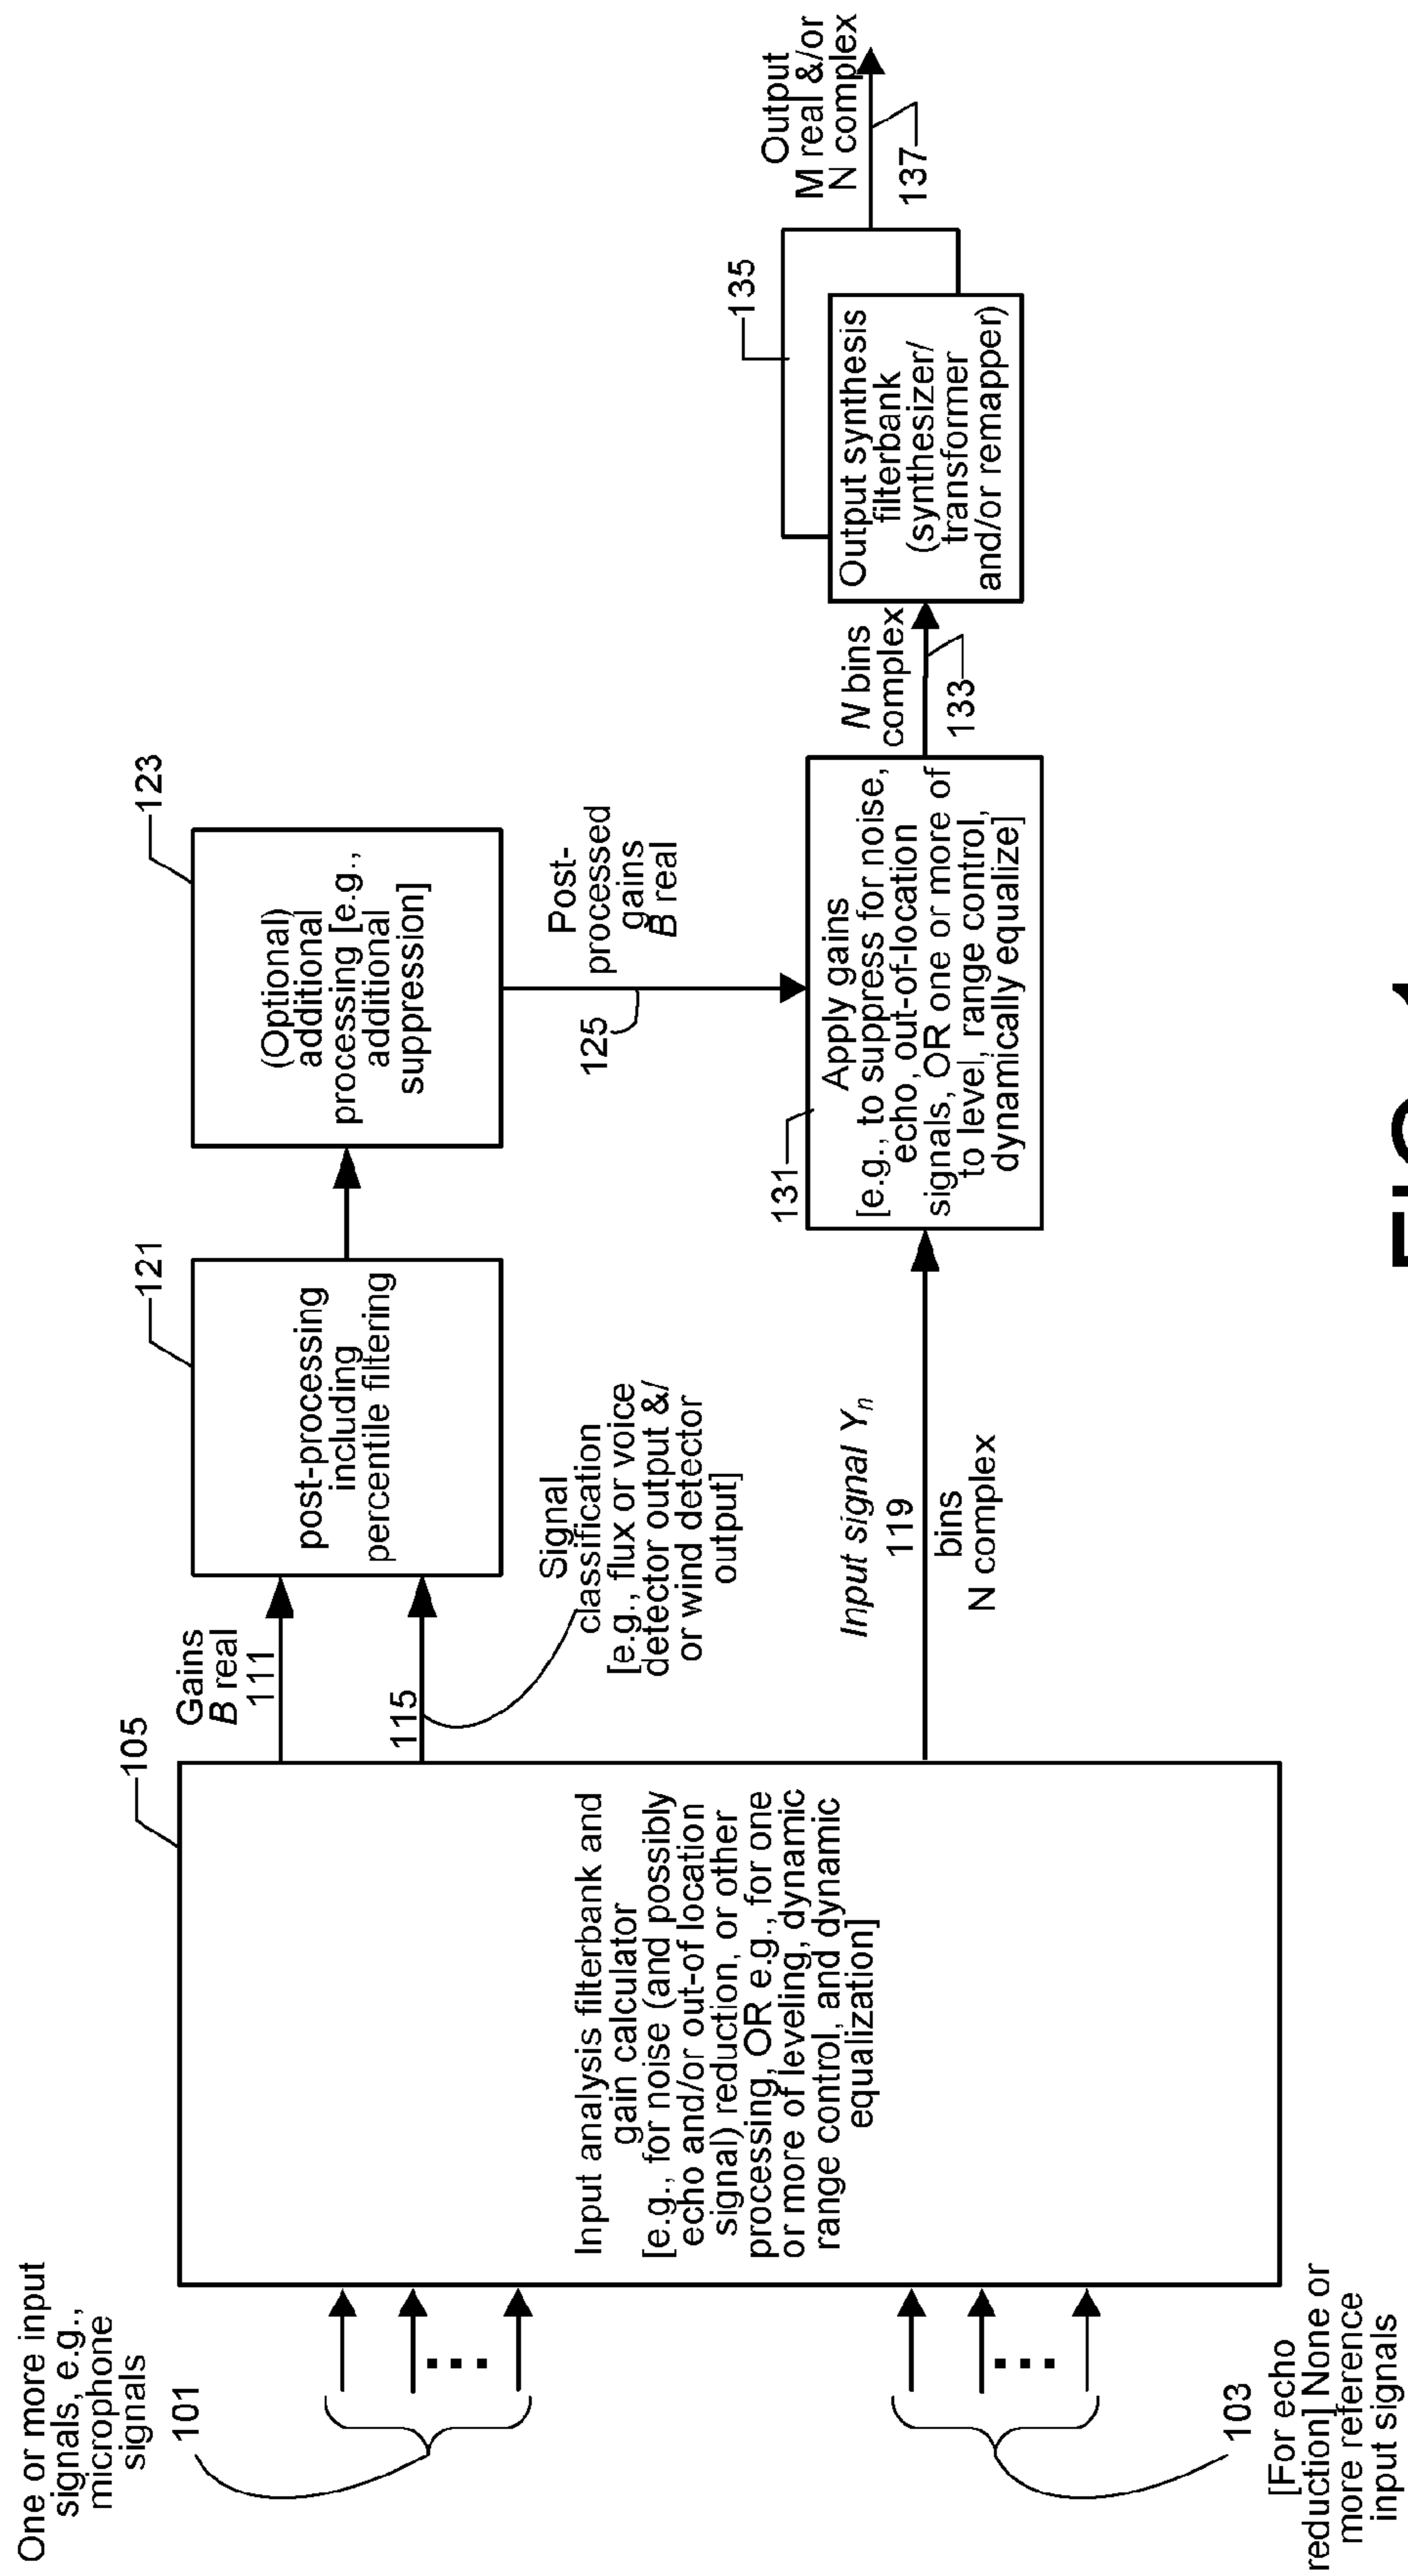 One or more input
signals, e.g.,
microphone
signals
101
[For echo
reduction] None or
more reference
input signals
103
105
Input analysis filterbank and
gain calculator
[e.g., for noise (and possibly
echo and/or out-of location
signal) reduction, or other
processing, OR e.g., for one
or more of leveling, dynamic
range control, and dynamic
equalization]
Gains
B real
111
115
Signal
classification
[e.g., flux or voice
detector output &/
or wind detector
output]
Input signal Yn
119
bins
N complex
121
post-processing
including
percentile filtering
123
(Optional)
additional
processing [e.g.,
additional
suppression]
Post-
processed
gains
B real
125
131
Apply gains
[e.g., to suppress for noise,
echo, out-of-location
signals, OR one or more of
to level, range control,
dynamically equalize]
N bins
complex
133
135
Output synthesis
filterbank
(synthesizer/
transformer
and/or remapper)
Output
M real &/or
N complex
137